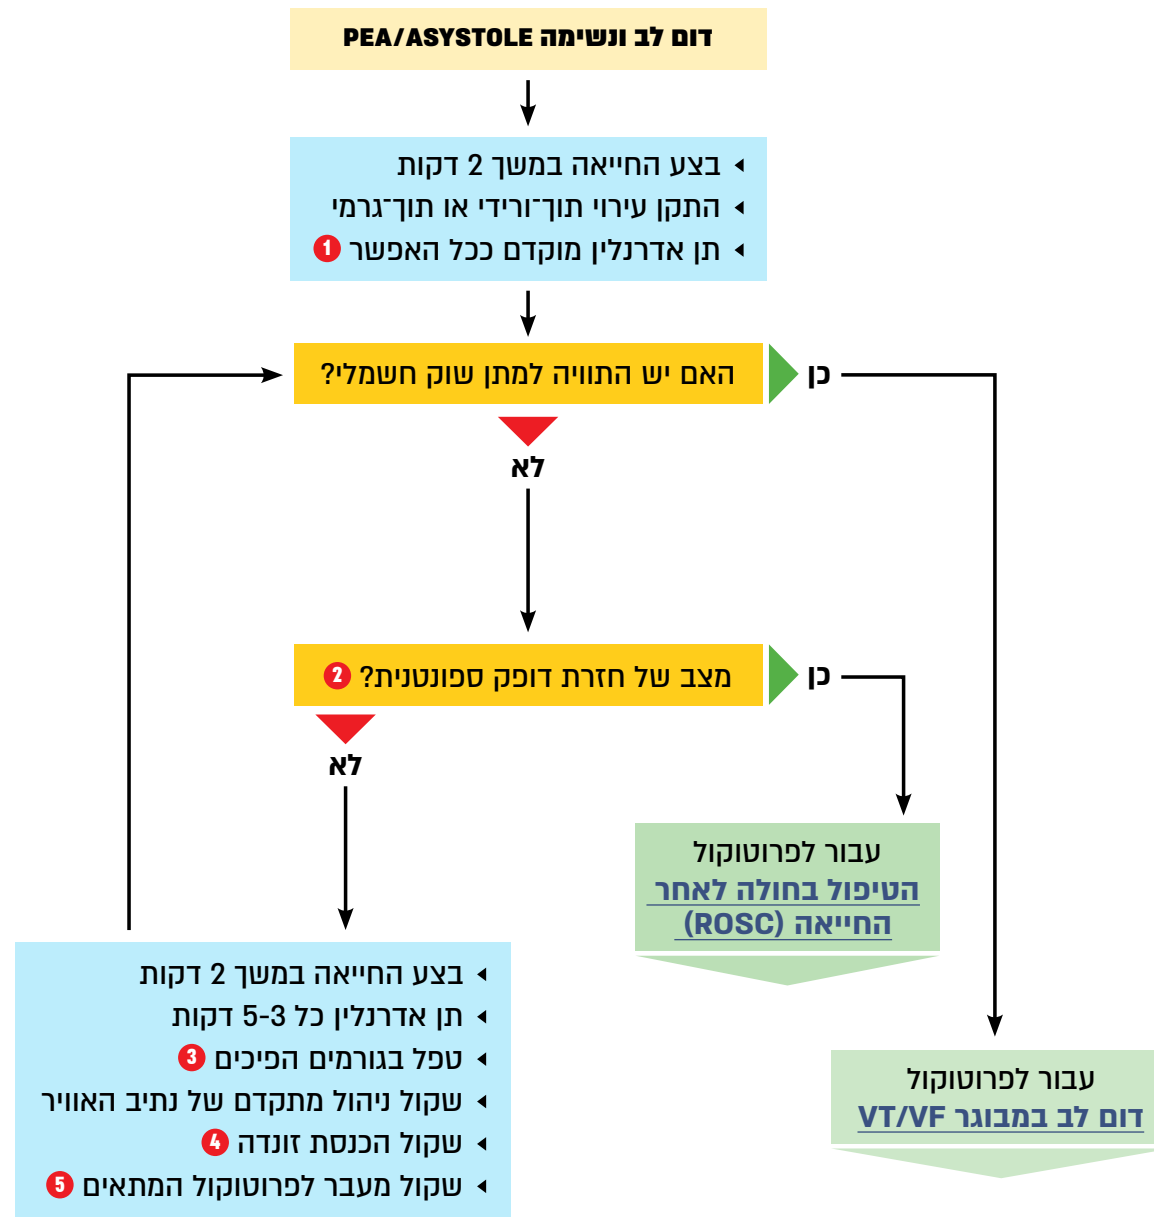 דום לב ונשימה PEA/ASYSTOLE
בצע החייאה במשך 2 דקות
התקן עירוי תוך־ורידי או תוך־גרמי
תן אדרנלין מוקדם ככל האפשר 1
האם יש התוויה למתן שוק חשמלי?
כן
לא
מצב של חזרת דופק ספונטנית? 2
כן
לא
עבור לפרוטוקול
הטיפול בחולה לאחר
החייאה (ROSC)
בצע החייאה במשך 2 דקות
תן אדרנלין כל 5-3 דקות
טפל בגורמים הפיכים 3
שקול ניהול מתקדם של נתיב האוויר
שקול הכנסת זונדה 4
שקול מעבר לפרוטוקול המתאים 5
עבור לפרוטוקול
דום לב במבוגר VT/VF